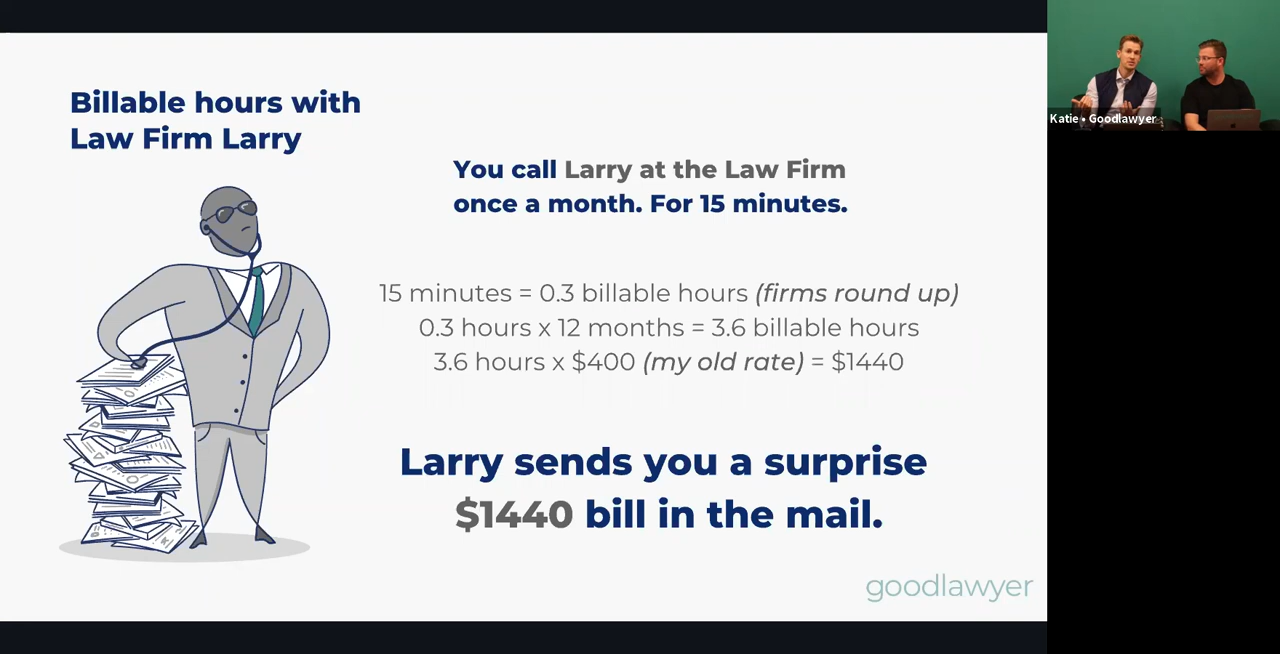 Billable hours with
Law Firm Larry
You call Larry at the Law Firm
once a month. For 15 minutes.
15 minutes = 0.3 billable hours (firms round up)
0.3 hours x 12 months = 3.6 billable hours
3.6 hours x $400 (my old rate) = $1440
Larry sends you a surprise
$1440 bill in the mail.
goodlawyer
Katie • Goodlawyer